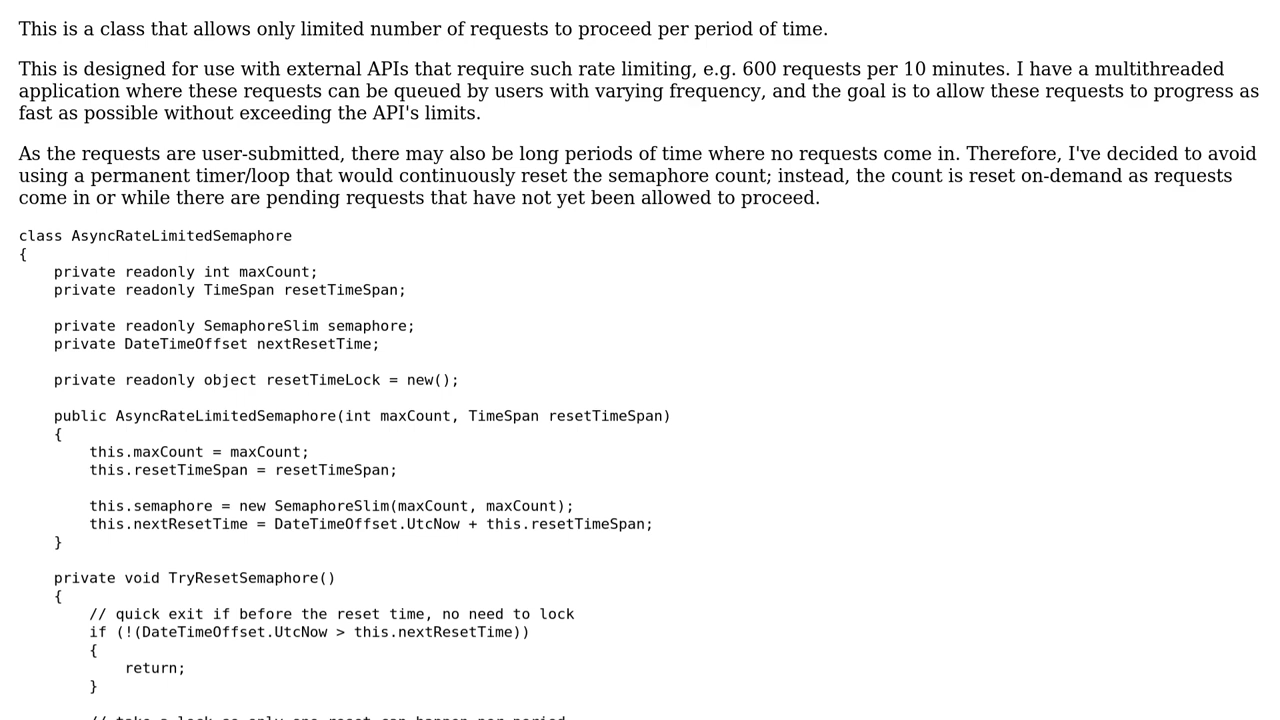 This is a class that allows only limited number of requests to proceed per period of time.
This is designed for use with external APIs that require such rate limiting, e.g. 600 requests per 10 minutes. I have a multithreaded
application where these requests can be queued by users with varying frequency, and the goal is to allow these requests to progress as
fast as possible without exceeding the API's limits.
As the requests are user-submitted, there may also be long periods of time where no requests come in. Therefore, I've decided to avoid
using a permanent timer/loop that would continuously reset the semaphore count; instead, the count is reset on-demand as requests
come in or while there are pending requests that have not yet been allowed to proceed.
class AsyncRateLimitedSemaphore
{
    private readonly int maxCount;
    private readonly TimeSpan resetTimeSpan;
    private readonly SemaphoreSlim semaphore;
    private DateTimeOffset nextResetTime;
    private readonly object resetTimeLock = new();
    public AsyncRateLimitedSemaphore(int maxCount, TimeSpan resetTimeSpan)
    {
        this.maxCount = maxCount;
        this.resetTimeSpan = resetTimeSpan;
        this.semaphore = new SemaphoreSlim(maxCount, maxCount);
        this.nextResetTime = DateTimeOffset.UtcNow + this.resetTimeSpan;
    }
    private void TryResetSemaphore()
    {
        // quick exit if before the reset time, no need to lock
        if (!(DateTimeOffset.UtcNow > this.nextResetTime))
        {
            return;
        }
        // take a lock so only one reset can happen per period